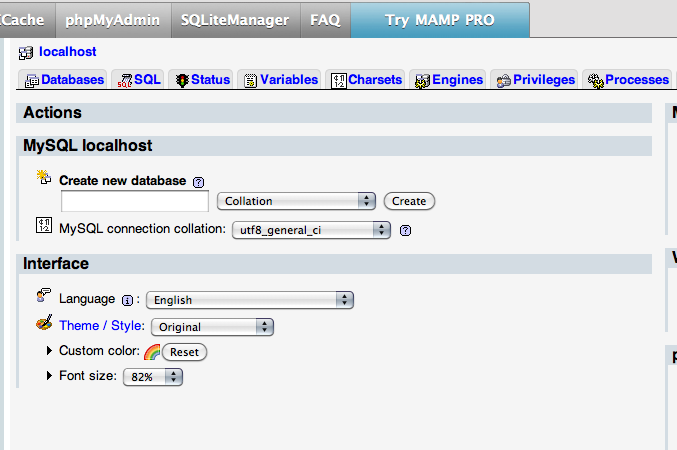 Cache phpMyAdmin SQLiteManager FAQ Try MAMP PRO
localhost
Databases SQL Status Variables Charsets Engines Privileges Processes
Actions
MySQL localhost
Create new database
Collation Create
MySQL connection collation: utf8_general_ci
Interface
Language : English
Theme / Style: Original
Custom color: Reset
Font size: 82%